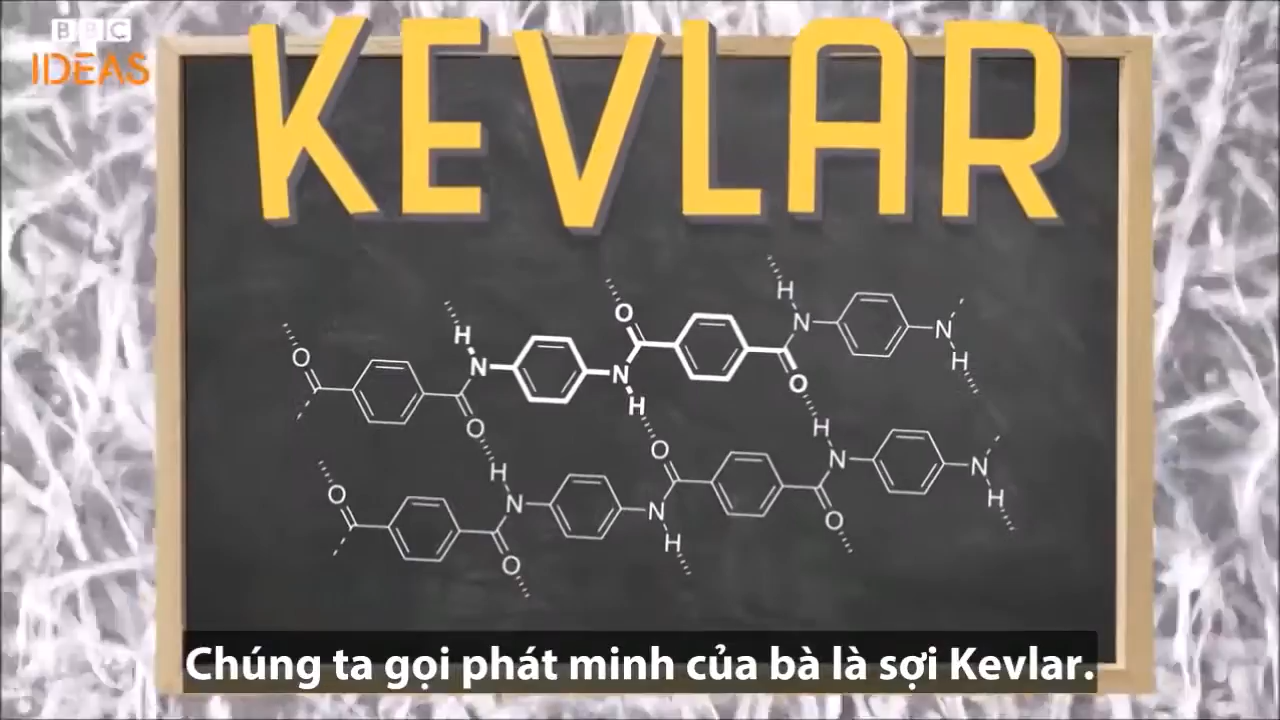 BBC
IDEAS
KEVLAR
H
O
H
N
N
O
H
N
N
H
O
H
O
O
H
O
H
N
N
O
H
N
N
H
O
H
O
Chúng ta gọi phát minh của bà là sợi Kevlar.